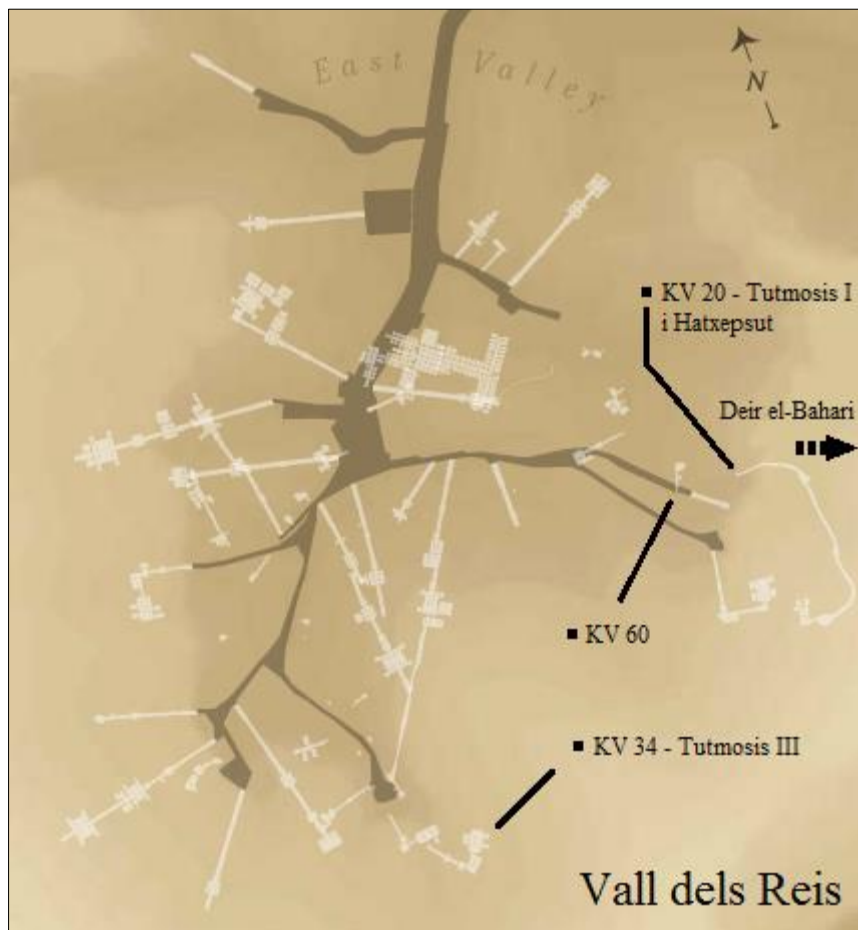 East Valley
N
KV 20 - Tutmosis I
i Hatxepsut
Deir el-Bahari
KV 60
KV 34 - Tutmosis III
Vall dels Reis